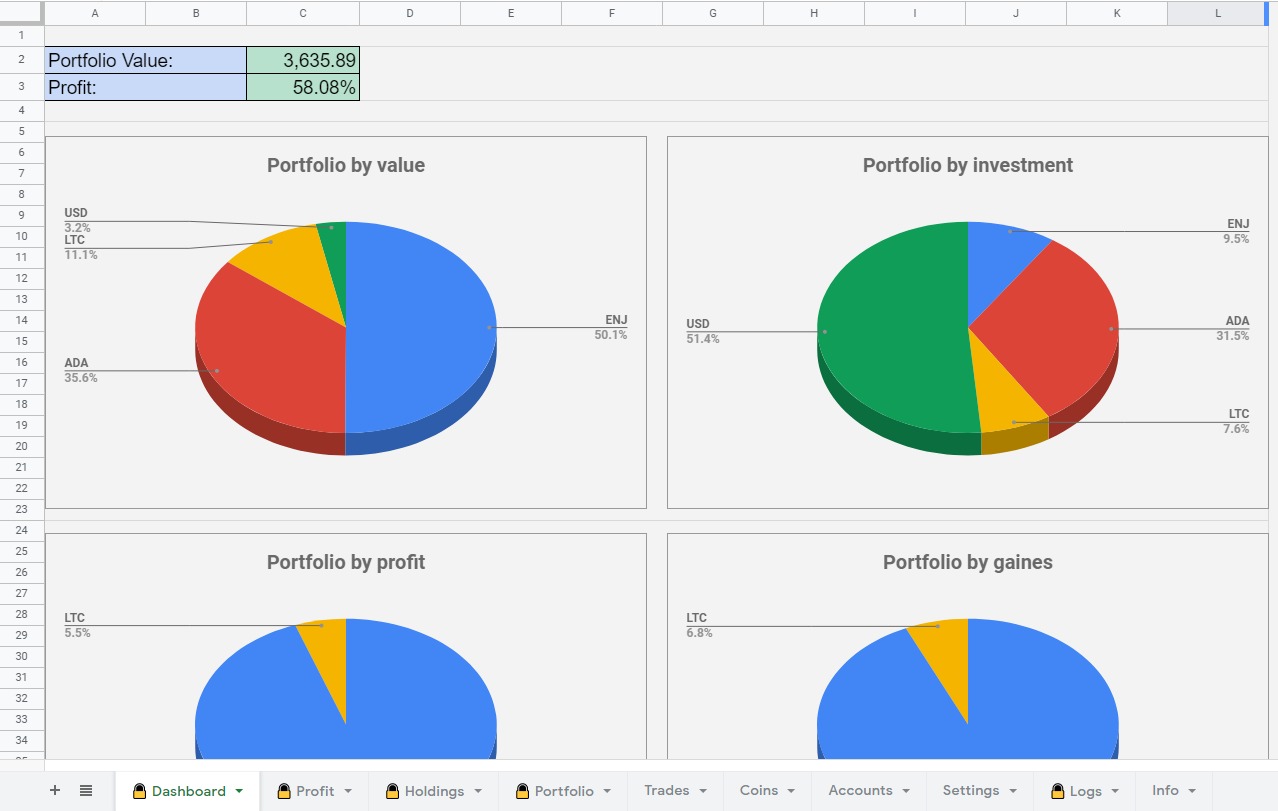 A B C D E F G H I J K L
1
2 Portfolio Value: 3,635.89
3 Profit: 58.08%
4
5
6
7
8
9
10
11
12
13
14
15
16
17
18
19
20
21
22
23
24
25
26
27
28
29
30
31
32
33
34
Portfolio by value
USD
3.2%
LTC
11.1%
ENJ
50.1%
ADA
35.6%
Portfolio by investment
ENJ
9.5%
USD
51.4%
ADA
31.5%
LTC
7.6%
Portfolio by profit
LTC
5.5%
Portfolio by gaines
LTC
6.8%
Dashboard Profit Holdings Portfolio Trades Coins Accounts Settings Logs Info